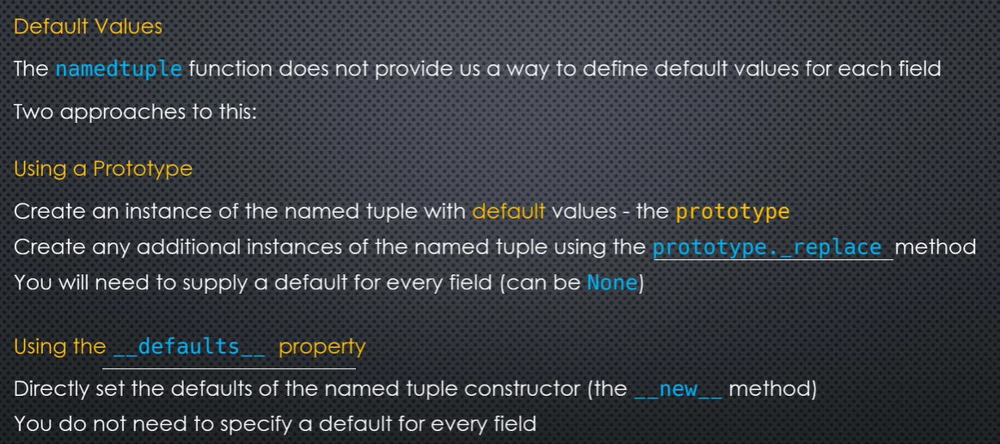 Default Values
The namedtuple function does not provide us a way to define default values for each field
Two approaches to this:
Using a Prototype
Create an instance of the named tuple with default values - the prototype
Create any additional instances of the named tuple using the prototype._replace method
You will need to supply a default for every field (can be None)
Using the __defaults__ property
Directly set the defaults of the named tuple constructor (the __new__ method)
You do not need to specify a default for every field